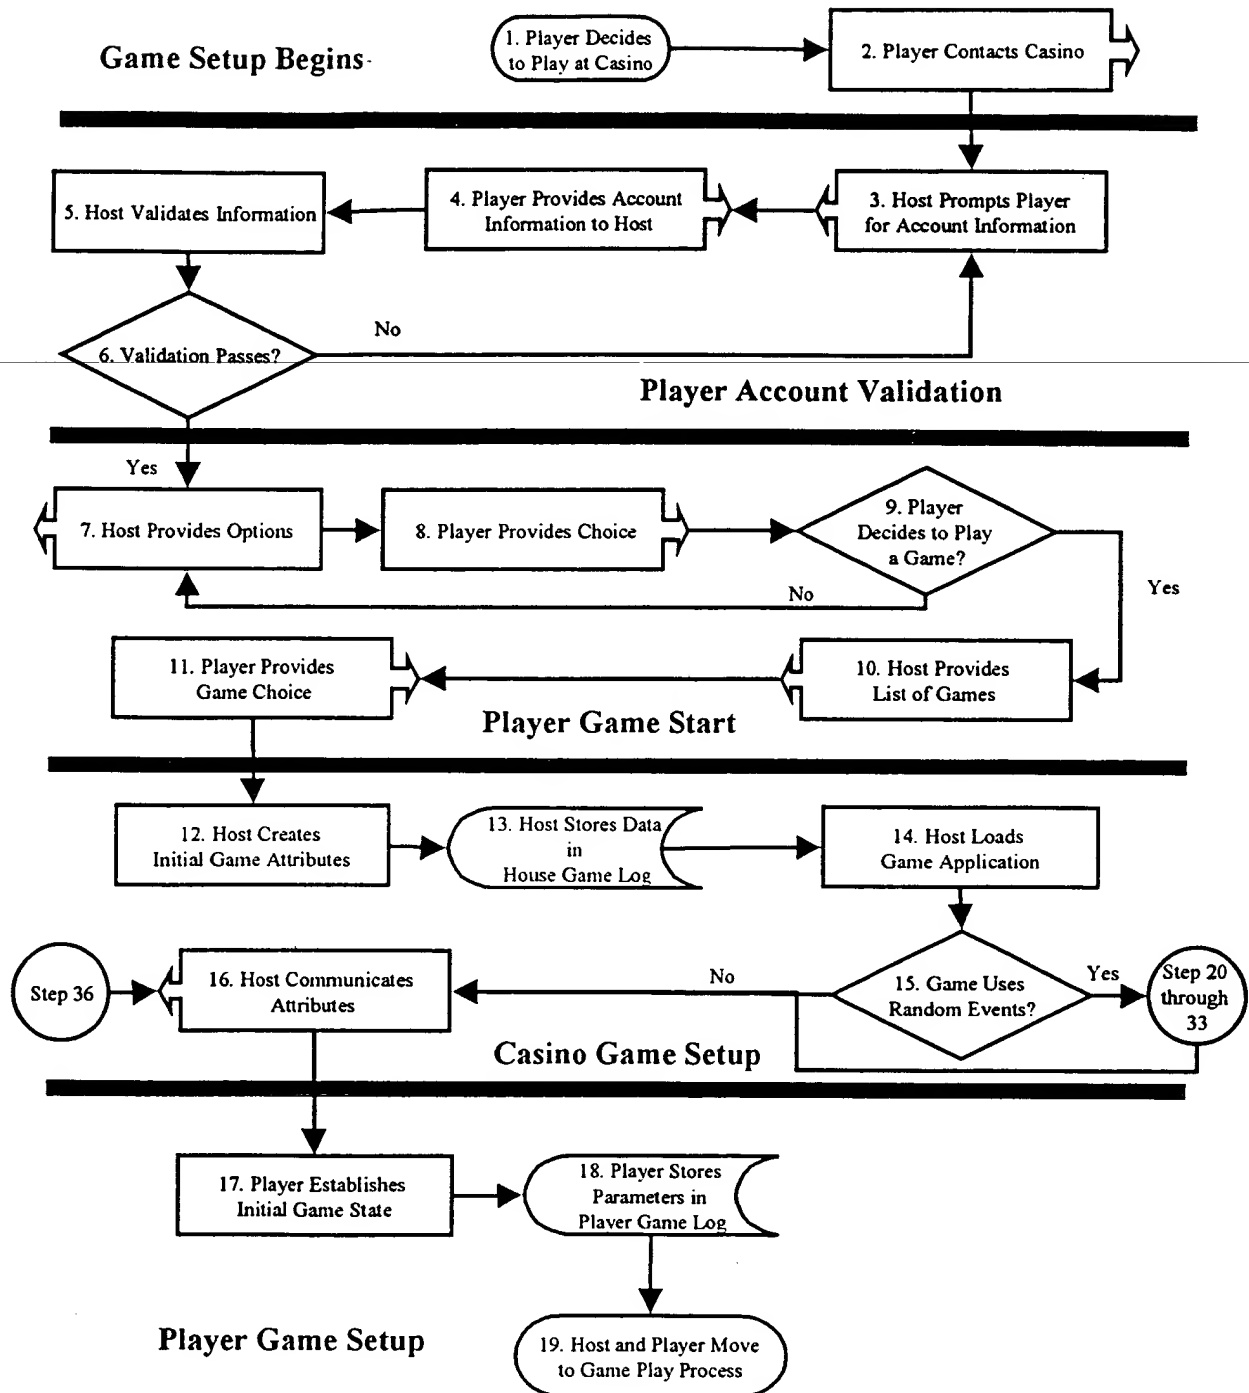 Game Setup Begins
1. Player Decides
to Play at Casino
2. Player Contacts Casino
5. Host Validates Information
4. Player Provides Account
Information to Host
3. Host Prompts Player
for Account Information
No
6. Validation Passes?
Player Account Validation
Yes
7. Host Provides Options
8. Player Provides Choice
9. Player
Decides to Play
a Game?
No
Yes
11. Player Provides
Game Choice
10. Host Provides
List of Games
Player Game Start
12. Host Creates
Initial Game Attributes
13. Host Stores Data
in
House Game Log
14. Host Loads
Game Application
Step 36
16. Host Communicates
Attributes
No
15. Game Uses
Random Events?
Yes
Step 20
through
33
Casino Game Setup
17. Player Establishes
Initial Game State
18. Player Stores
Parameters in
Player Game Log
Player Game Setup
19. Host and Player Move
to Game Play Process